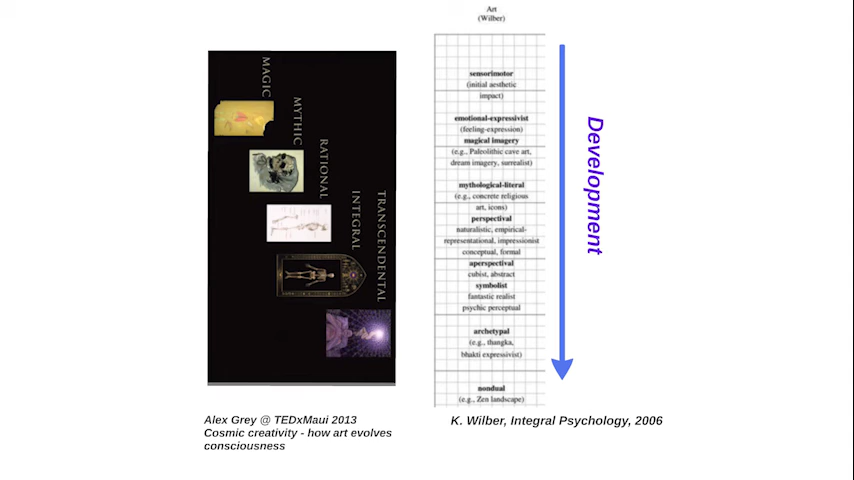 MAGIC
MYTHIC
RATIONAL
INTEGRAL
TRANSCENDENTAL
Alex Grey @ TEDxMaui 2013
Cosmic creativity - how art evolves
consciousness
Art
(Wilber)
sensorimotor
(initial aesthetic
impact)
emotional-expressivist
(feeling-expression)
magical imagery
(e.g., Paleolithic cave art,
dream imagery, surrealist)
mythological-literal
(e.g., concrete religious
art, icons)
perspectival
naturalistic, empirical-
representational, impressionist
conceptual, formal
aperspectival
cubist, abstract
symbolist
fantastic realist
psychic perceptual
archetypal
(e.g., thangka,
bhakti expressivist)
nondual
(e.g., Zen landscape)
Development
K. Wilber, Integral Psychology, 2006